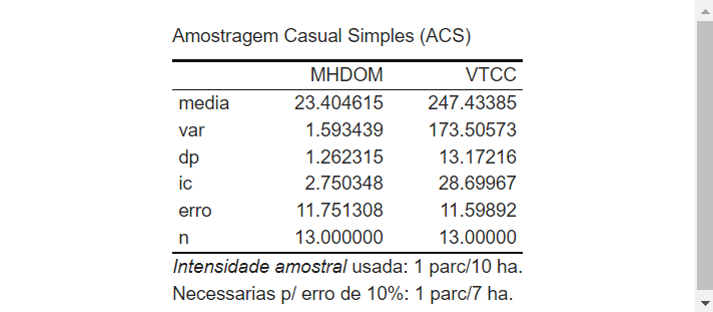 Amostragem Casual Simples (ACS)
MHDOM VTCC
media 23.404615 247.43385
var 1.593439 173.50573
dp 1.262315 13.17216
ic 2.750348 28.69967
erro 11.751308 11.59892
n 13.000000 13.00000
Intensidade amostral usada: 1 parc/10 ha.
Necessarias p/ erro de 10%: 1 parc/7 ha.